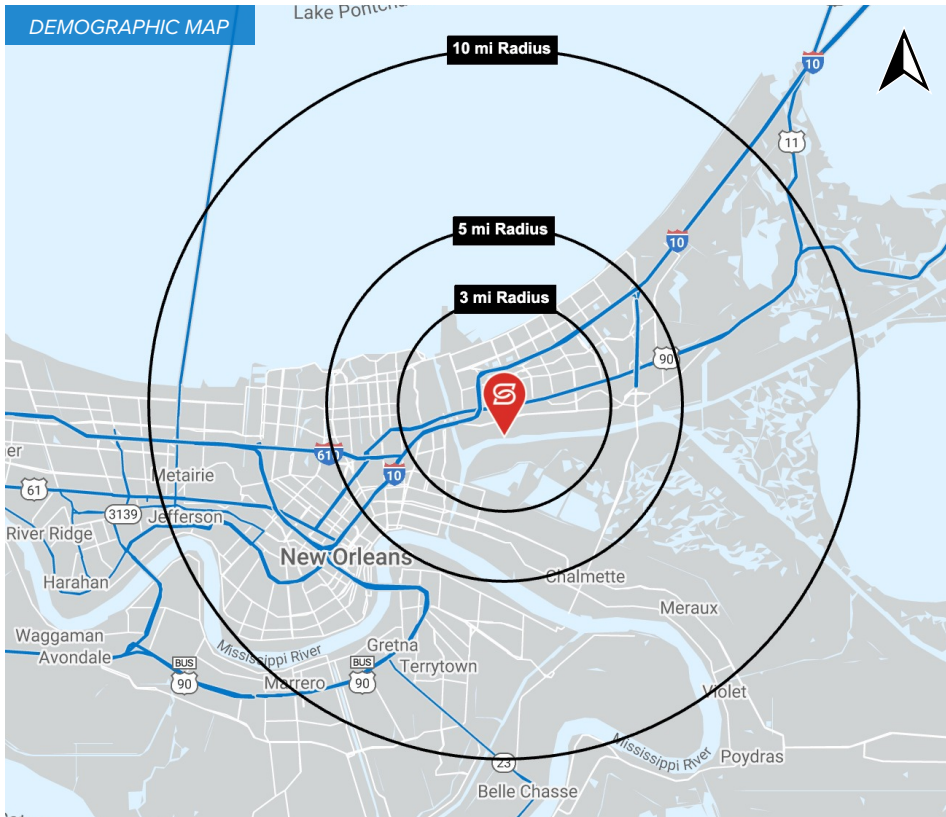 Lake Pontcha
DEMOGRAPHIC MAP
10 mi Radius
10
11
5 mi Radius
10
3 mi Radius
90
er
610
10
Metairie
61
3139
Jefferson
River Ridge
New Orleans
Harahan
Chalmette
Meraux
Waggaman
Avondale
Mississippi River
Gretna
Terrytown
BUS
90
BUS
90
Marrero
Violet
Mississippi River
Poydras
23
Belle Chasse